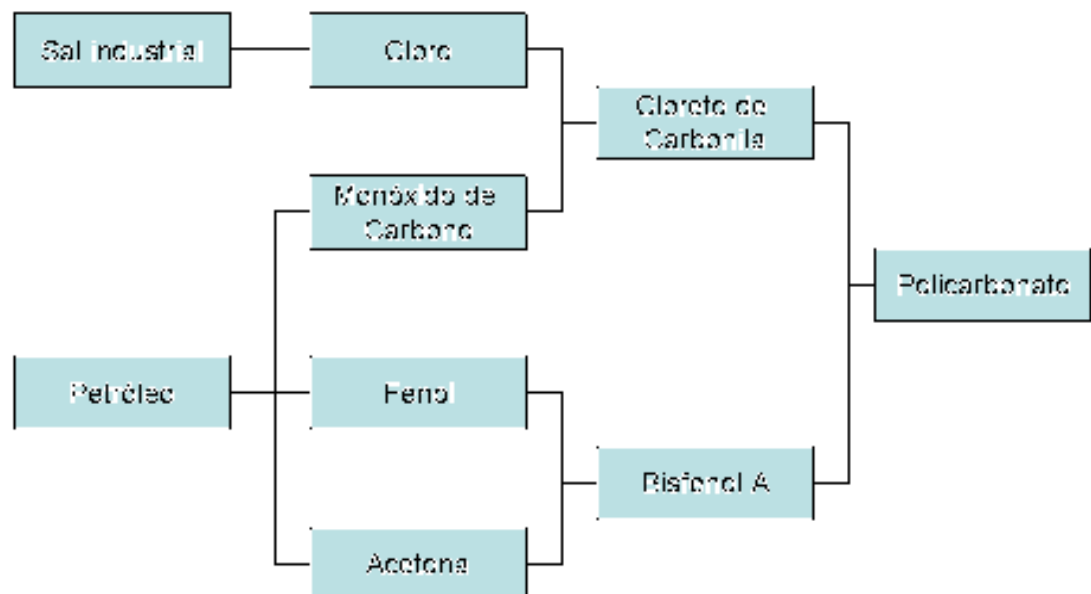 Sal industrial
Cloro
Cloreto de
Carbonila
Monóxido de
Carbono
Policarbonato
Petróleo
Fenol
Bisfenol A
Acetona